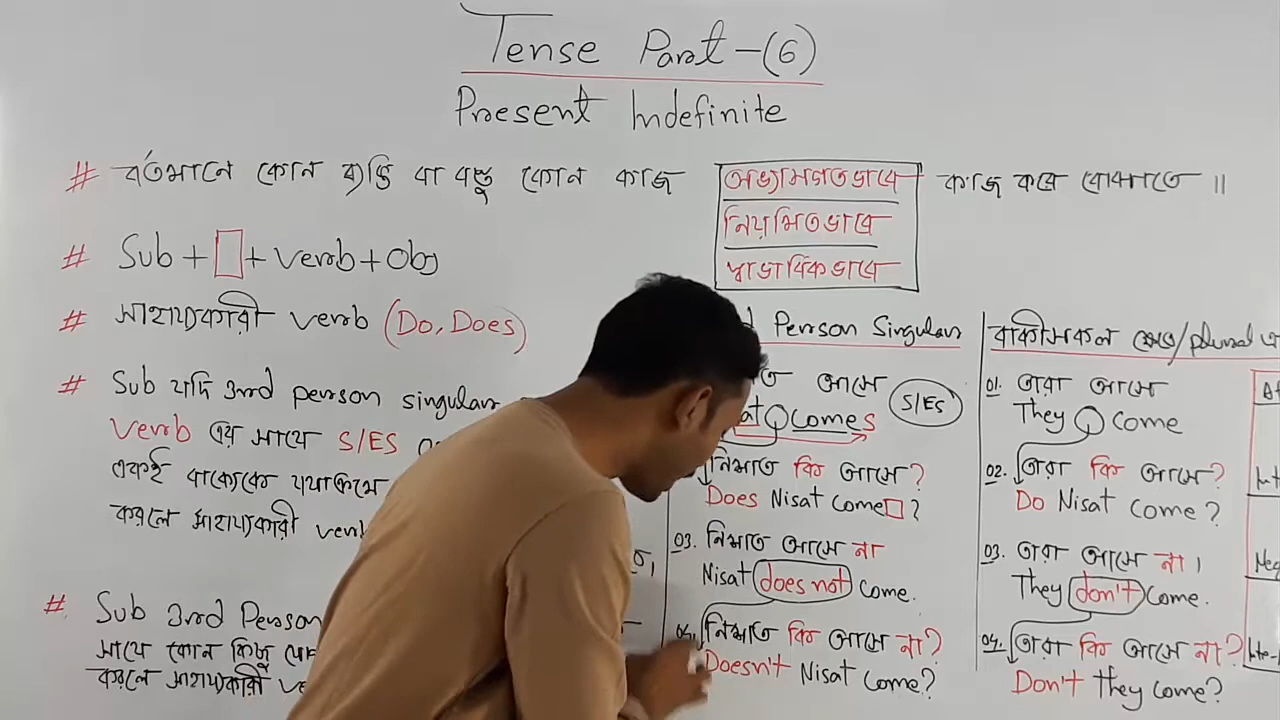 Tense Part-(6)
Present Indefinite
# বর্তমানে কোন ব্যক্তি বা বস্তু কোন কাজ অভ্যাসগতভাবে কাজ করে বোঝাতে ॥
নিয়মিতভাবে
স্বাভাবিকভাবে
# Sub + + verb + Obj
# সাহায্যকারী verb (Do, Does)
# Sub যদি 3rd person singular
verb এর সাথে S/ES
একই বাক্যেকে যথাক্রমে
করলে সাহায্যকারী verb
# Sub 3rd Person
সাথে কোন কিছু
করলে সাহায্যকারী
Person Singular
আসে
comes
S/ES
নিসাত কি আসে?
Does Nisat come ?
03. নিসাত আসে না
Nisat does not come.
04. নিসাত কি আসে না?
Doesn't Nisat come?
বাকীসকল ক্ষেত্রে/plural
01. তারা আসে
They come
02. তারা কি আসে?
Do Nisat come?
03. তারা আসে না।
They don't come.
04. তারা কি আসে না?
Don't they come?